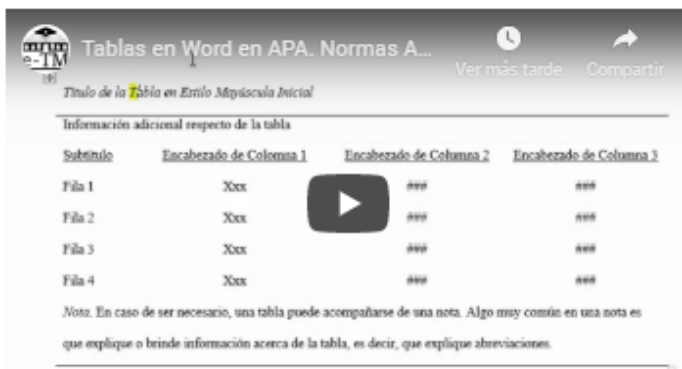 Tablas en Word en APA. Normas A...
e-TM
Ver más tarde
Compartir
Título de la Tabla en Estilo Mayúscula Inicial
Información adicional respecto de la tabla
Subtítulo Encabezado de Colomna 1 Encabezado de Columna 2 Encabezado de Columna 3
Fila 1 Xxx ### ###
Fila 2 Xxx ### ###
Fila 3 Xxx ### ###
Fila 4 Xxx ### ###
Nota. En caso de ser necesario, una tabla puede acompañarse de una nota. Algo muy común en una nota es
que explique o brinde información acerca de la tabla, es decir, que explique abreviaciones.